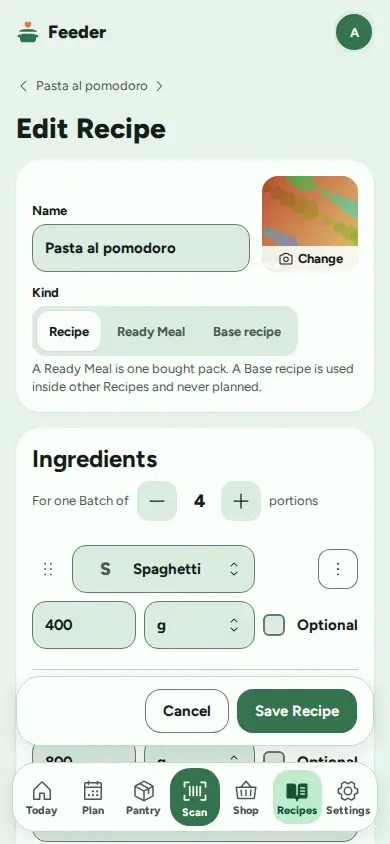 Feeder
A
Pasta al pomodoro
Edit Recipe
Name
Pasta al pomodoro
Change
Kind
Recipe Ready Meal Base recipe
A Ready Meal is one bought pack. A Base recipe is used
inside other Recipes and never planned.
Ingredients
For one Batch of 4 portions
S Spaghetti
400 g Optional
Cancel Save Recipe
800 g Optional
Today Plan Pantry Scan Shop Recipes Settings